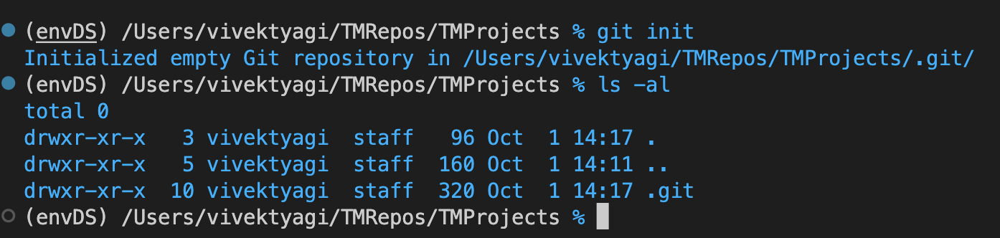 (envDS) /Users/vivektyagi/TMRepos/TMProjects % git init
Initialized empty Git repository in /Users/vivektyagi/TMRepos/TMProjects/.git/
(envDS) /Users/vivektyagi/TMRepos/TMProjects % ls -al
total 0
drwxr-xr-x   3 vivektyagi  staff   96 Oct  1 14:17 .
drwxr-xr-x   5 vivektyagi  staff  160 Oct  1 14:11 ..
drwxr-xr-x  10 vivektyagi  staff  320 Oct  1 14:17 .git
(envDS) /Users/vivektyagi/TMRepos/TMProjects %